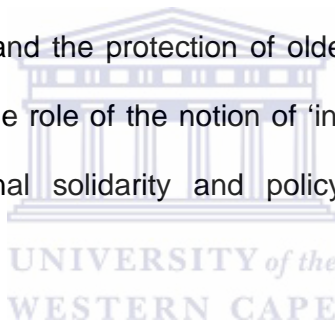 and the protection of olde
e role of the notion of ‘in
nal solidarity and policy
UNIVERSITY of the
WESTERN CAPE